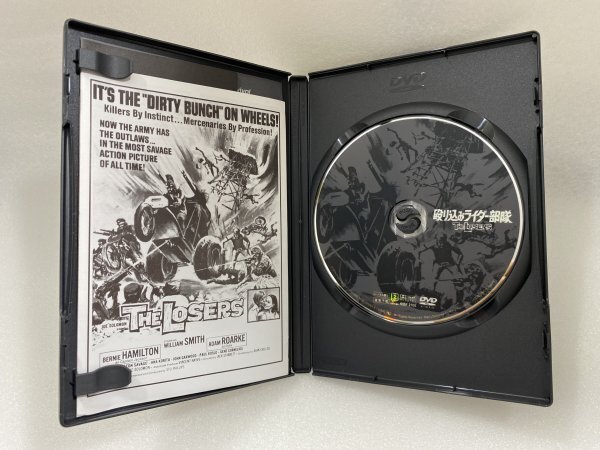 IT'S THE "DIRTY BUNCH" ON WHEELS!
Killers By Instinct...Mercenaries By Profession!
NOW THE ARMY HAS
THE OUTLAWS...
IN THE MOST SAVAGE
ACTION PICTURE
OF ALL TIME!
JOE SOLOMON
THE LOSERS
BERNIE HAMILTON
WILLIAM SMITH
ADAM ROARKE
DVD
殴り込みライダー部隊
THE LOSERS
DVD